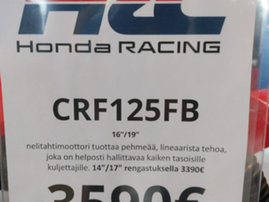 HRC
Honda RACING
CRF125FB
16"/19"
nelitahtimoottori tuottaa pehmeää, lineaarista tehoa,
joka on helposti hallittavaa kaiken tasoisille
kuljettajille. 14"/17" rengastuksella 3390€
3590€